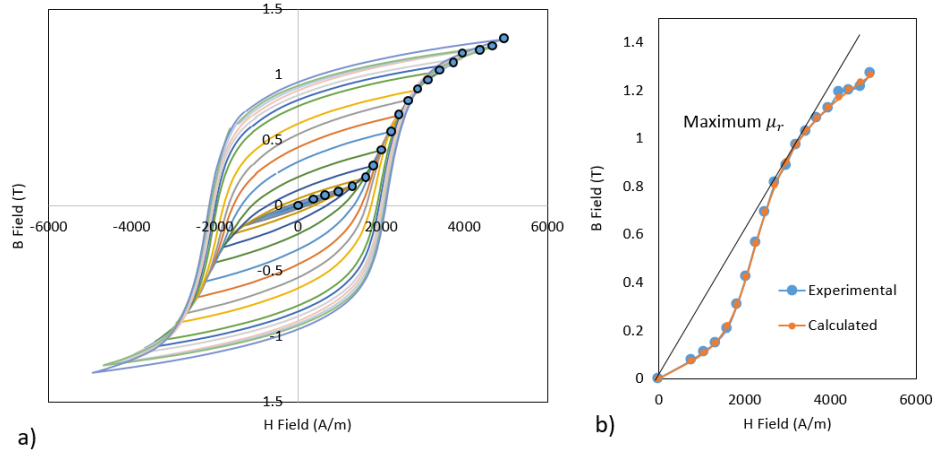 1.5
1
0.5
0
-0.5
-1
1.5
-6000 -4000 -2000 0 2000 4000 6000
B Field (T)
H Field (A/m)
a)
1.4
1.2
1
0.8
0.6
0.4
0.2
0
0 2000 4000 6000
B Field (T)
H Field (A/m)
Maximum μr
Experimental
Calculated
b)